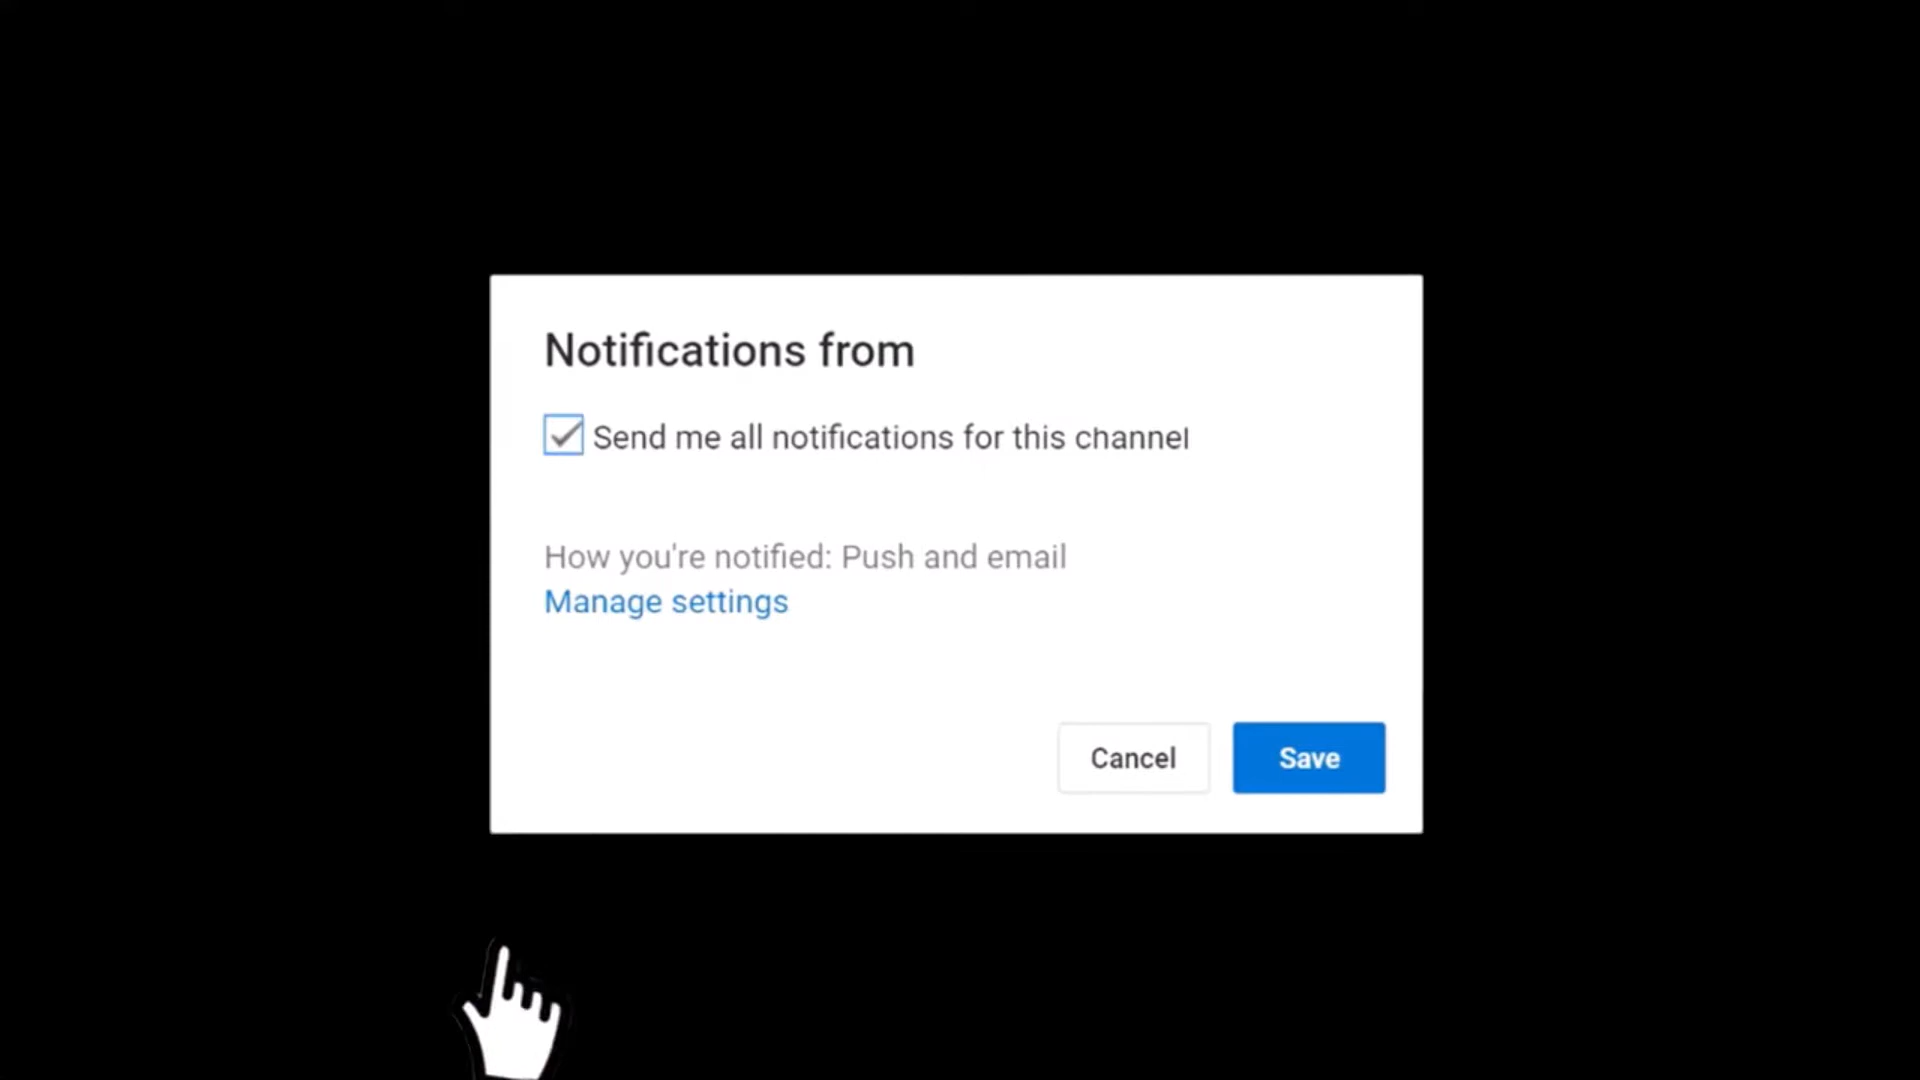 Notifications from
Send me all notifications for this channel
How you're notified: Push and email
Manage settings
Cancel
Save